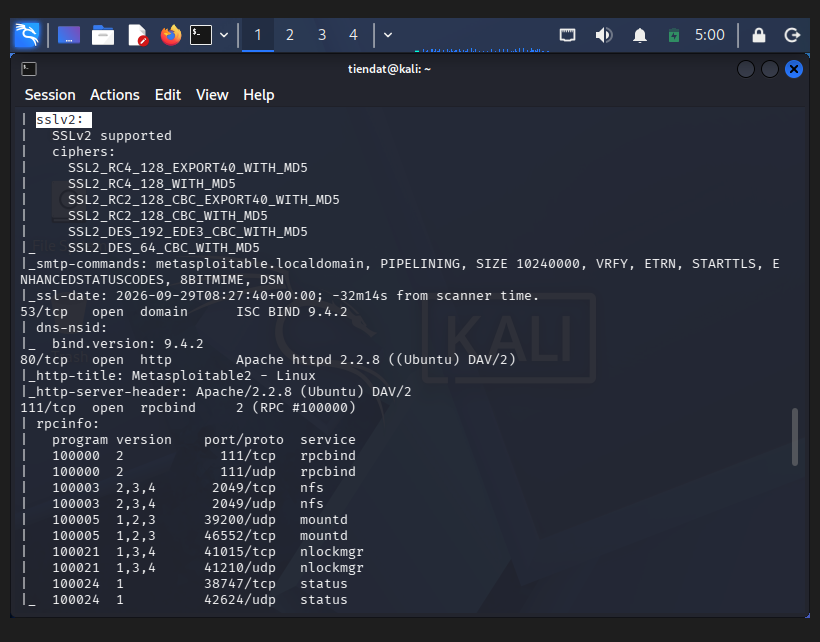 1 2 3 4 5:00
tiendat@kali: ~
Session Actions Edit View Help
| sslv2:
|   SSLv2 supported
|   ciphers:
|     SSL2_RC4_128_EXPORT40_WITH_MD5
|     SSL2_RC4_128_WITH_MD5
|     SSL2_RC2_128_CBC_EXPORT40_WITH_MD5
|     SSL2_RC2_128_CBC_WITH_MD5
|     SSL2_DES_192_EDE3_CBC_WITH_MD5
|_    SSL2_DES_64_CBC_WITH_MD5
|_smtp-commands: metasploitable.localdomain, PIPELINING, SIZE 10240000, VRFY, ETRN, STARTTLS, E
NHANCEDSTATUSCODES, 8BITMIME, DSN
|_ssl-date: 2026-09-29T08:27:40+00:00; -32m14s from scanner time.
53/tcp   open  domain      ISC BIND 9.4.2
| dns-nsid:
|_  bind.version: 9.4.2
80/tcp   open  http        Apache httpd 2.2.8 ((Ubuntu) DAV/2)
|_http-title: Metasploitable2 - Linux
|_http-server-header: Apache/2.2.8 (Ubuntu) DAV/2
111/tcp  open  rpcbind     2 (RPC #100000)
| rpcinfo:
|   program version    port/proto  service
|   100000  2            111/tcp   rpcbind
|   100000  2            111/udp   rpcbind
|   100003  2,3,4       2049/tcp   nfs
|   100003  2,3,4       2049/udp   nfs
|   100005  1,2,3      39200/udp   mountd
|   100005  1,2,3      46552/tcp   mountd
|   100021  1,3,4      41015/tcp   nlockmgr
|   100021  1,3,4      41210/udp   nlockmgr
|   100024  1          38747/tcp   status
|_  100024  1          42624/udp   status
KALI